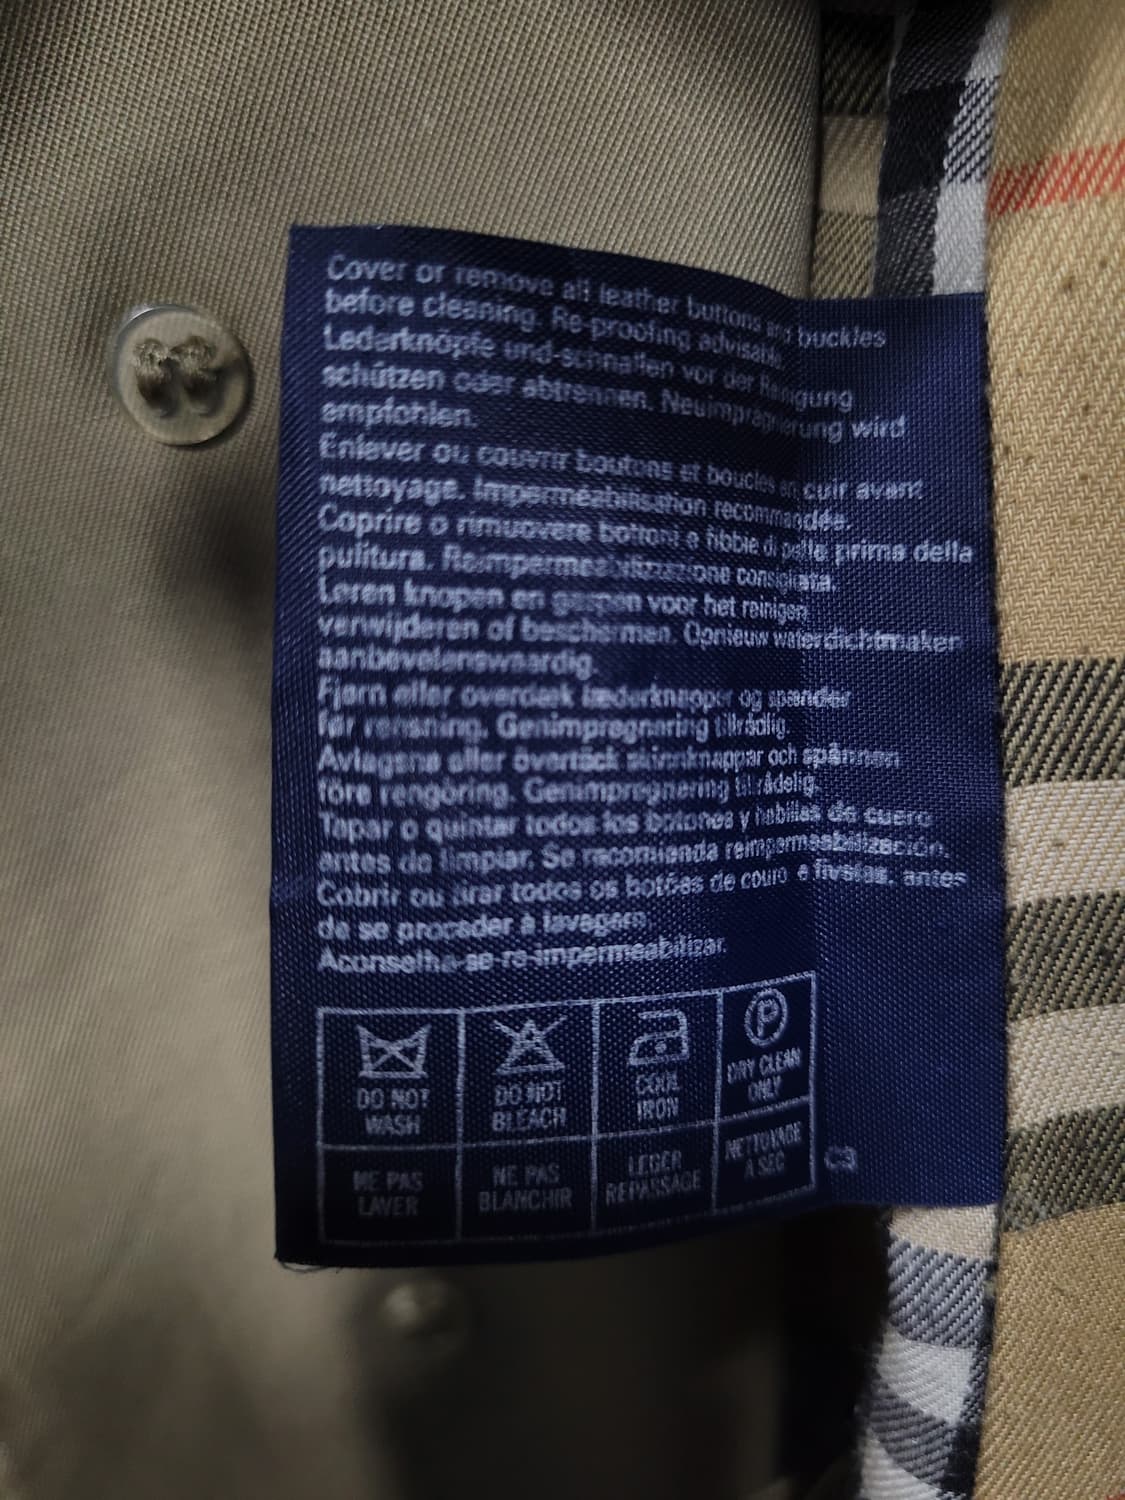 Cover or remove all leather buttons and buckles
before cleaning. Re-proofing advisable.
Lederknöpfe und-schnallen vor der Reinigung
schützen oder abtrennen. Neuimprägnierung wird
empfohlen.
Enlever ou couvrir boutons et boucles en cuir avant
nettoyage. Imperméabilisation recommandée.
Coprire o rimuovere bottoni e fibbie di pelle prima della
pulitura. Reimpermeabilizzazione consigliata.
Leren knopen en gespen voor het reinigen
verwijderen of beschermen. Opnieuw waterdichtmaken
aanbevelenswaardig.
Fjern eller overdæk læderknapper og spænder
før rensning. Genimprægnering tilrådlig.
Avlagsna eller övertäck skinnknappar och spännen
före rengöring. Genimpregnering tillrådelig.
Tapar o quintar todos los botones y hebillas de cuero
antes de limpiar. Se recomienda reimpermeabilización.
Cobrir ou tirar todos os botões de couro e fivelas, antes
de se proceder à lavagem.
Aconselha-se re-impermeabilizar.
P
DO NOT WASH
DO NOT BLEACH
COOL IRON
DRY CLEAN ONLY
NE PAS LAVER
NE PAS BLANCHIR
LEGER REPASSAGE
NETTOYAGE A SEC
C3